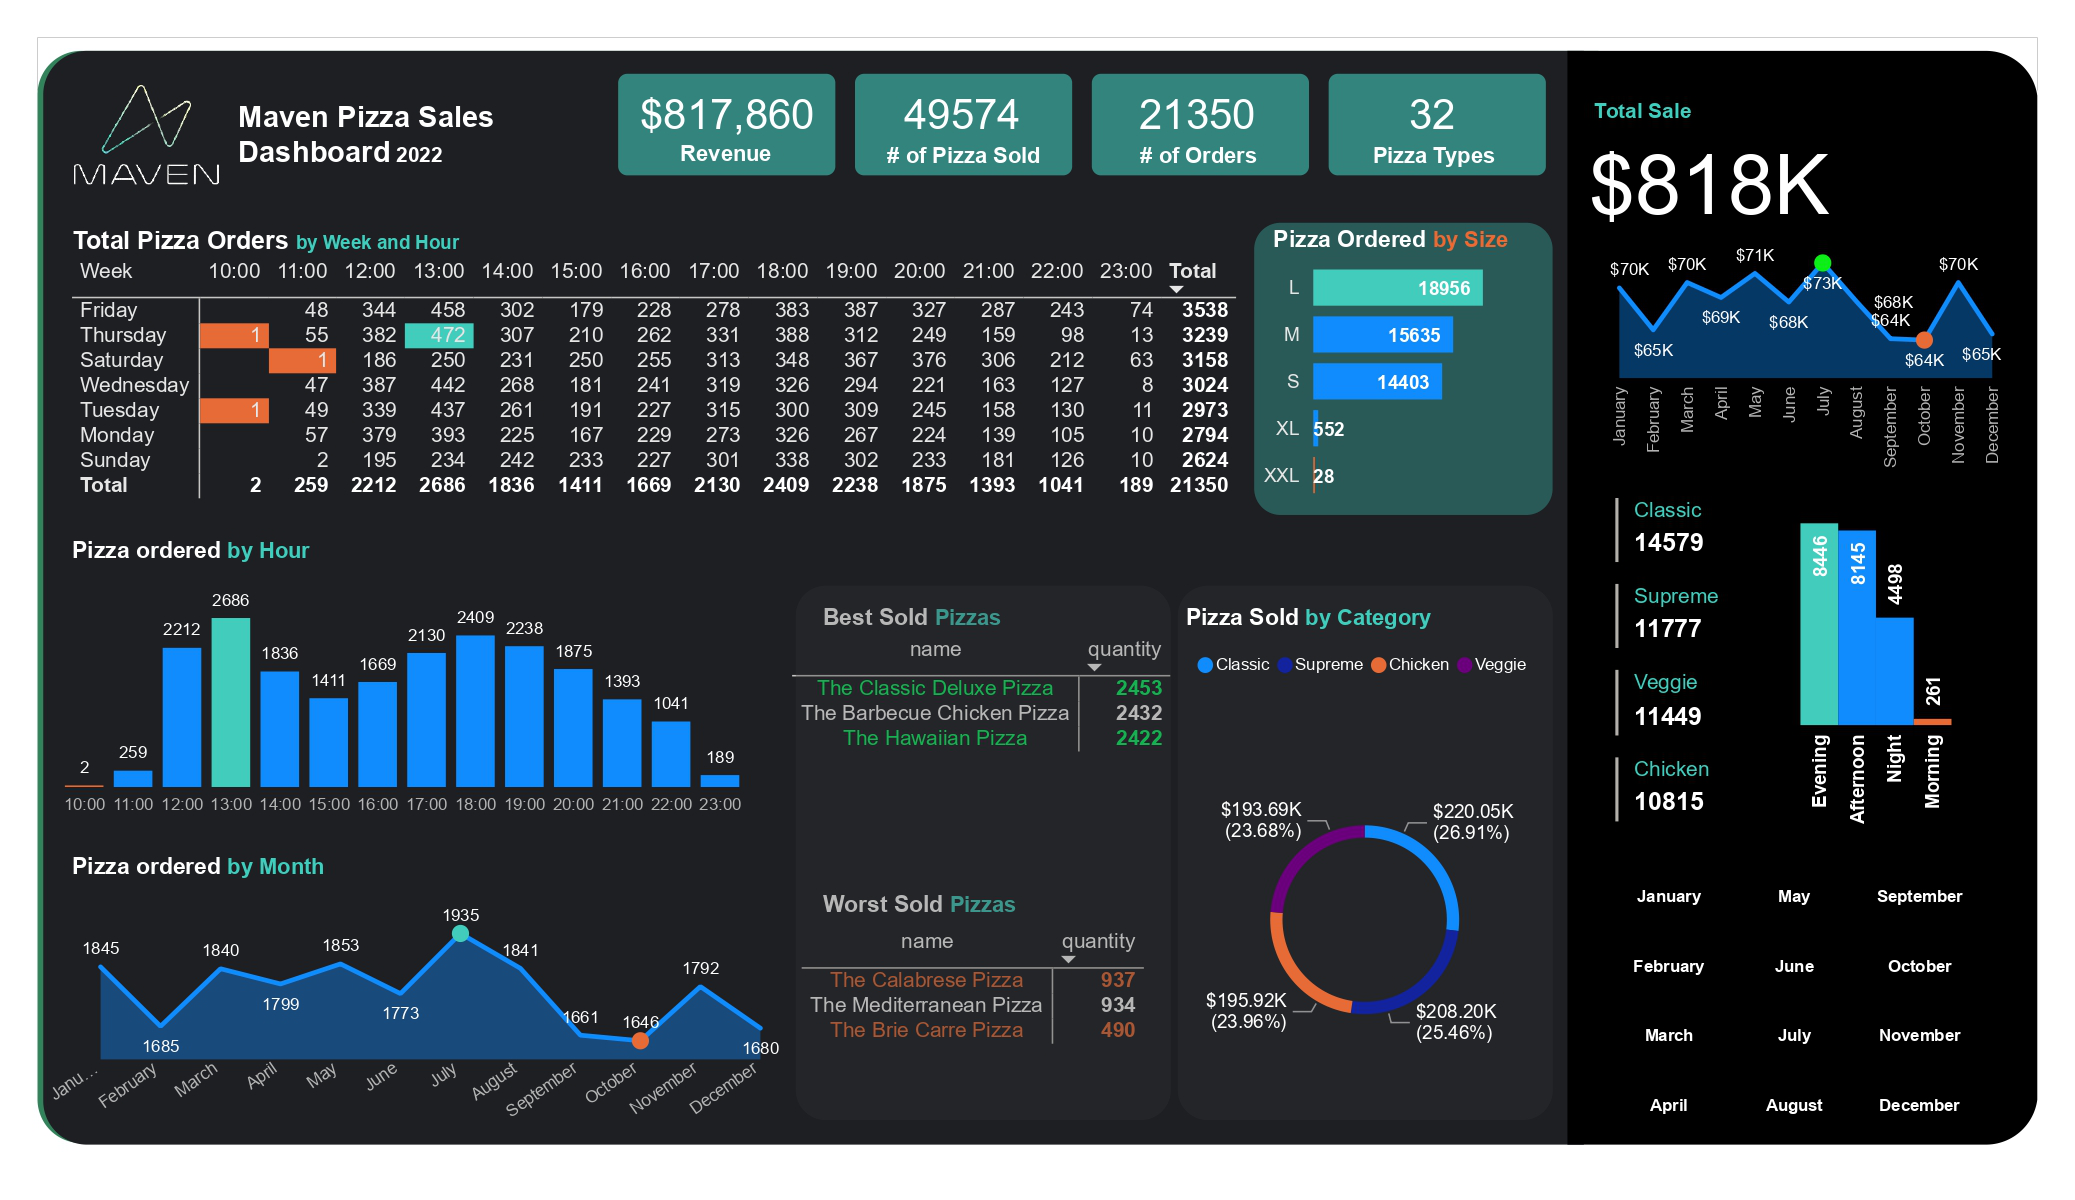 MAVEN
Maven Pizza Sales
Dashboard 2022
$817,860
Revenue
49574
# of Pizza Sold
21350
# of Orders
32
Pizza Types
Total Pizza Orders by Week and Hour
Week 10:00 11:00 12:00 13:00 14:00 15:00 16:00 17:00 18:00 19:00 20:00 21:00 22:00 23:00 Total
Friday 48 344 458 302 179 228 278 383 387 327 287 243 74 3538
Thursday 1 55 382 472 307 210 262 331 388 312 249 159 98 13 3239
Saturday 1 186 250 231 250 255 313 348 367 376 306 212 63 3158
Wednesday 47 387 442 268 181 241 319 326 294 221 163 127 8 3024
Tuesday 1 49 339 437 261 191 227 315 300 309 245 158 130 11 2973
Monday 57 379 393 225 167 229 273 326 267 224 139 105 10 2794
Sunday 2 195 234 242 233 227 301 338 302 233 181 126 10 2624
Total 2 259 2212 2686 1836 1411 1669 2130 2409 2238 1875 1393 1041 189 21350
Pizza Ordered by Size
L 18956
M 15635
S 14403
XL 552
XXL 28
Pizza ordered by Hour
2 259 2212 2686 1836 1411 1669 2130 2409 2238 1875 1393 1041 189
10:00 11:00 12:00 13:00 14:00 15:00 16:00 17:00 18:00 19:00 20:00 21:00 22:00 23:00
Pizza ordered by Month
1845 1685 1840 1799 1853 1773 1935 1841 1661 1646 1792 1680
Janu... February March April May June July August September October November December
Best Sold Pizzas
name quantity
The Classic Deluxe Pizza 2453
The Barbecue Chicken Pizza 2432
The Hawaiian Pizza 2422
Worst Sold Pizzas
name quantity
The Calabrese Pizza 937
The Mediterranean Pizza 934
The Brie Carre Pizza 490
Pizza Sold by Category
Classic Supreme Chicken Veggie
$193.69K
(23.68%)
$220.05K
(26.91%)
$195.92K
(23.96%)
$208.20K
(25.46%)
Total Sale
$818K
$70K $65K $70K $69K $71K $68K $73K $68K $64K $64K $70K $65K
January February March April May June July August September October November December
Classic
14579
Supreme
11777
Veggie
11449
Chicken
10815
8446 8145 4498 261
Evening Afternoon Night Morning
January May September
February June October
March July November
April August December